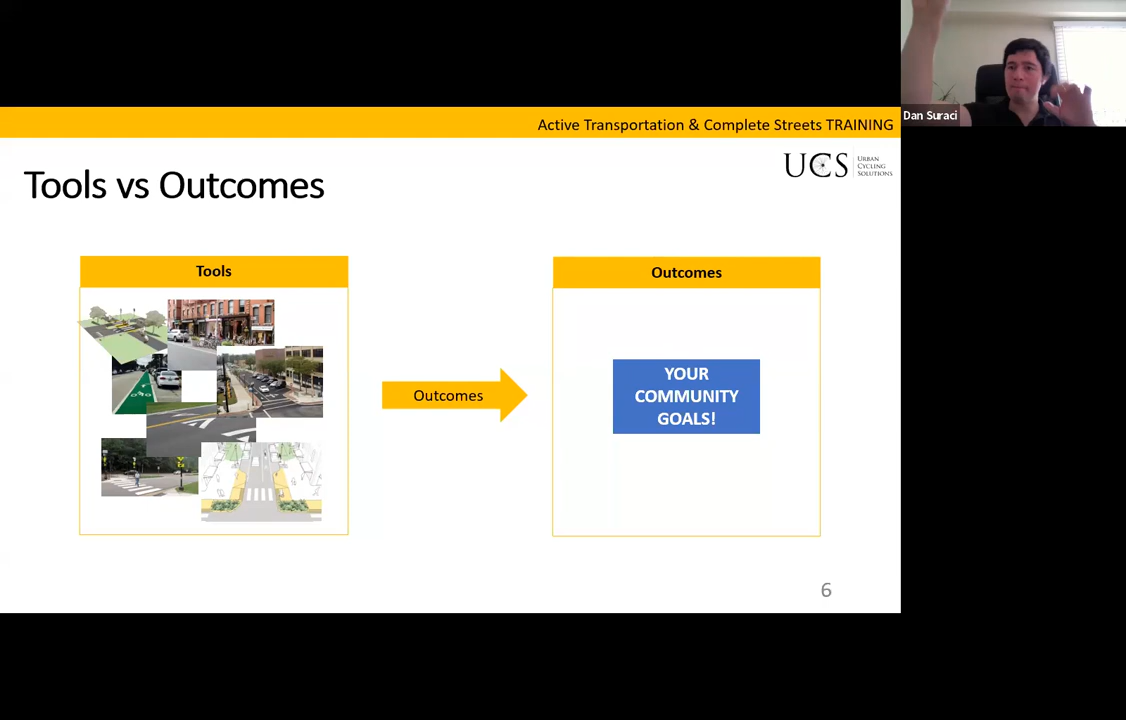 Dan Suraci
Active Transportation & Complete Streets TRAINING
UCS
URBAN
CYCLING
SOLUTIONS
Tools vs Outcomes
Tools
Outcomes
Outcomes
YOUR
COMMUNITY
GOALS!
6